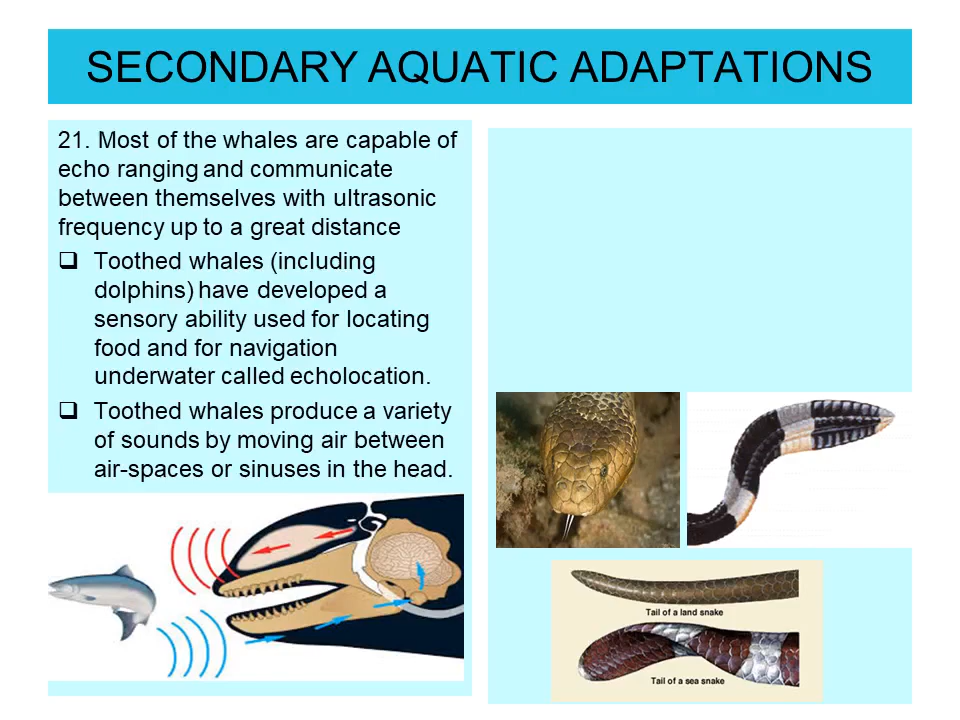 SECONDARY AQUATIC ADAPTATIONS
21. Most of the whales are capable of
echo ranging and communicate
between themselves with ultrasonic
frequency up to a great distance
❑ Toothed whales (including
dolphins) have developed a
sensory ability used for locating
food and for navigation
underwater called echolocation.
❑ Toothed whales produce a variety
of sounds by moving air between
air-spaces or sinuses in the head.
Tail of a land snake
Tail of a sea snake